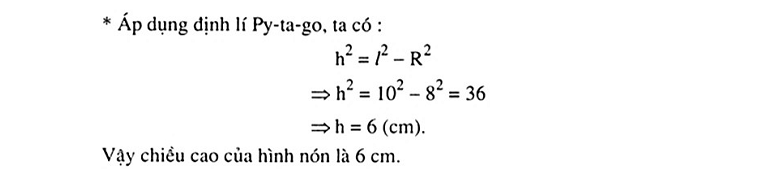 * Áp dụng định lí Py-ta-go, ta có :
h² = l² – R²
⇒ h² = 10² – 8² = 36
⇒ h = 6 (cm).
Vậy chiều cao của hình nón là 6 cm.